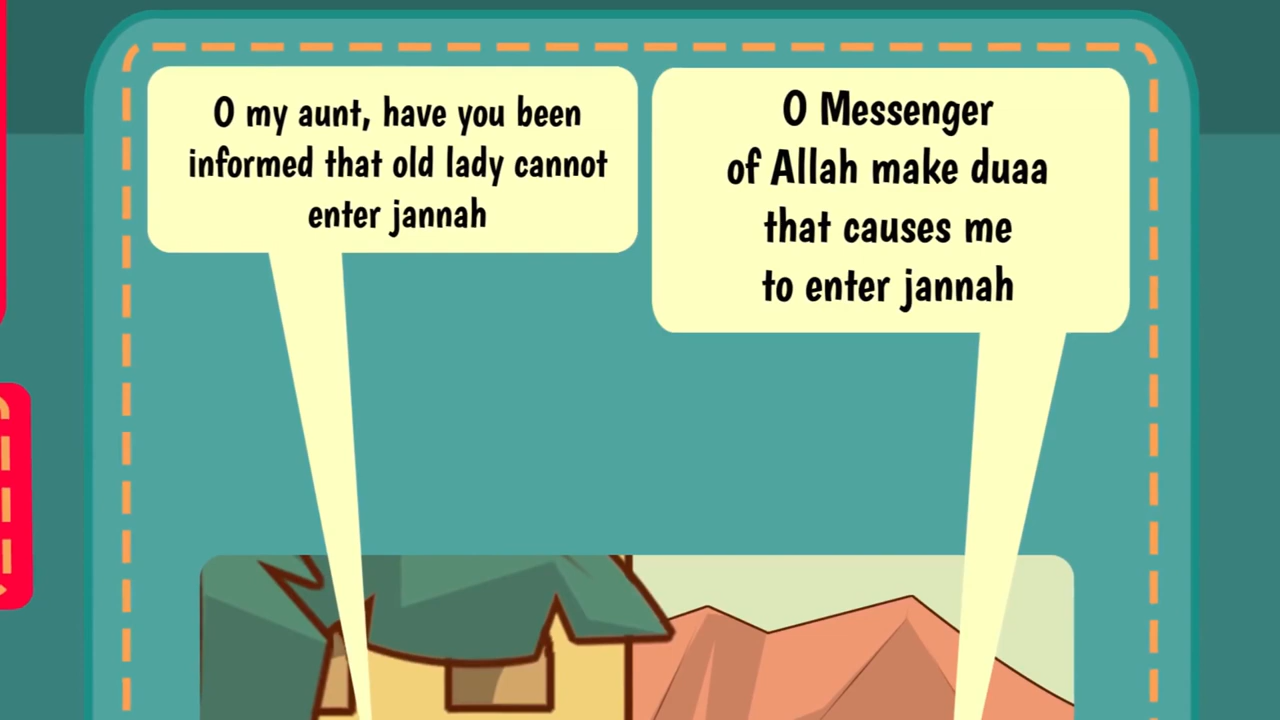 O my aunt, have you been
informed that old lady cannot
enter jannah
O Messenger
of Allah make duaa
that causes me
to enter jannah